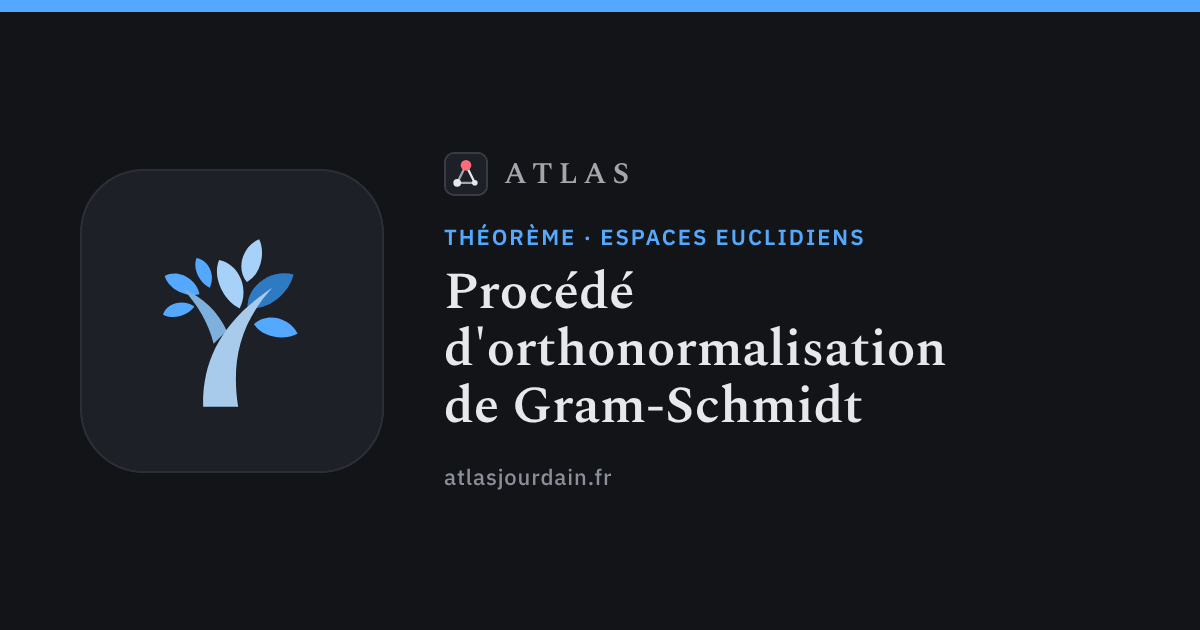 ATLAS
THÉORÈME · ESPACES EUCLIDIENS
Procédé
d'orthonormalisation
de Gram-Schmidt
atlasjourdain.fr